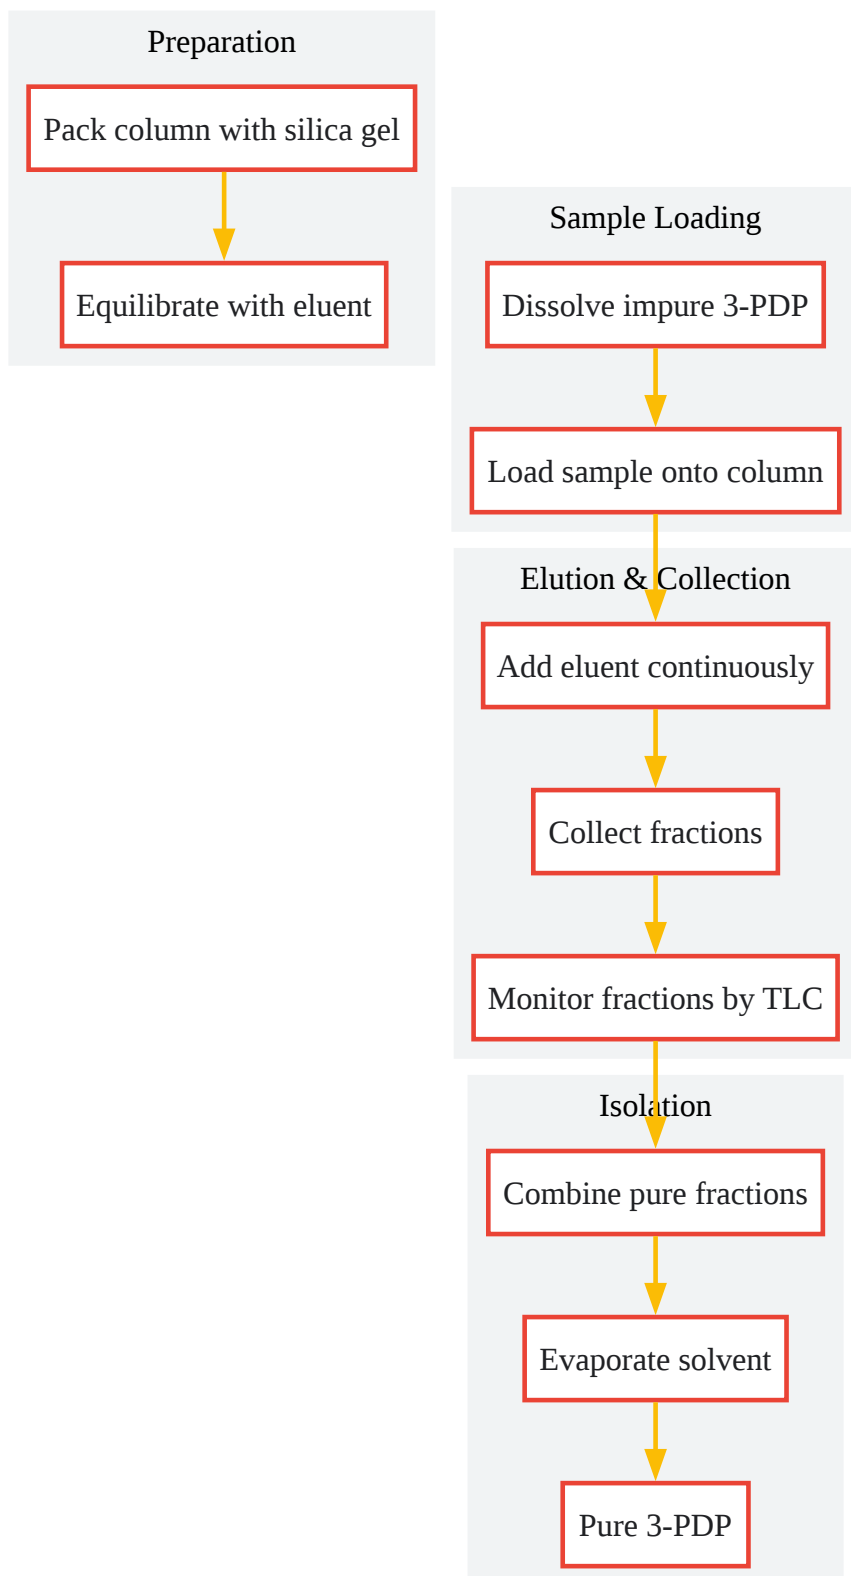 Preparation
Pack column with silica gel
Equilibrate with eluent
Sample Loading
Dissolve impure 3-PDP
Load sample onto column
Elution & Collection
Add eluent continuously
Collect fractions
Monitor fractions by TLC
Isolation
Combine pure fractions
Evaporate solvent
Pure 3-PDP